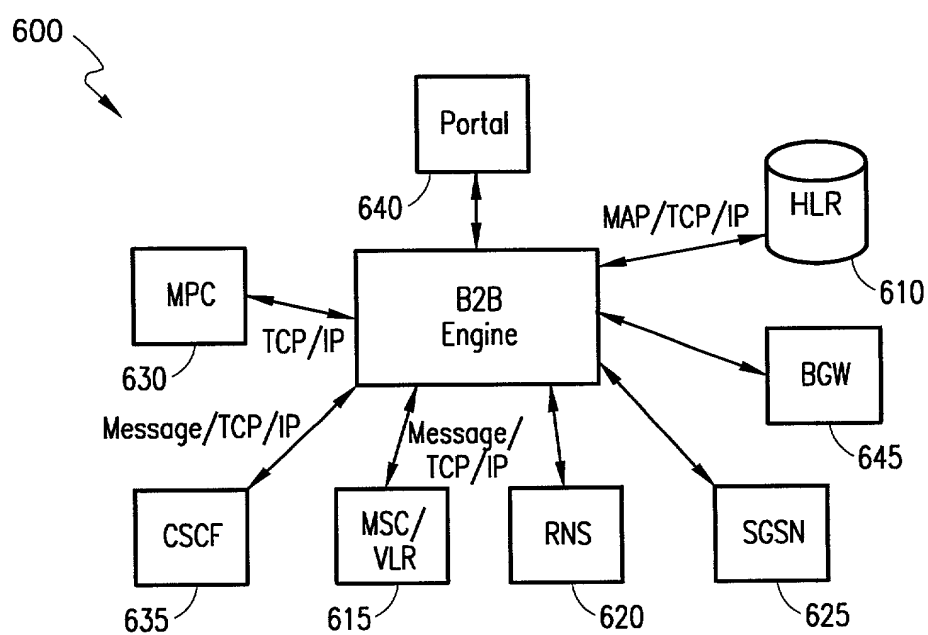 600
Portal
640
MAP/TCP/IP
HLR
610
MPC
630
TCP/IP
B2B
Engine
BGW
645
Message/TCP/IP
Message/
TCP/IP
CSCF
635
MSC/
VLR
615
RNS
620
SGSN
625